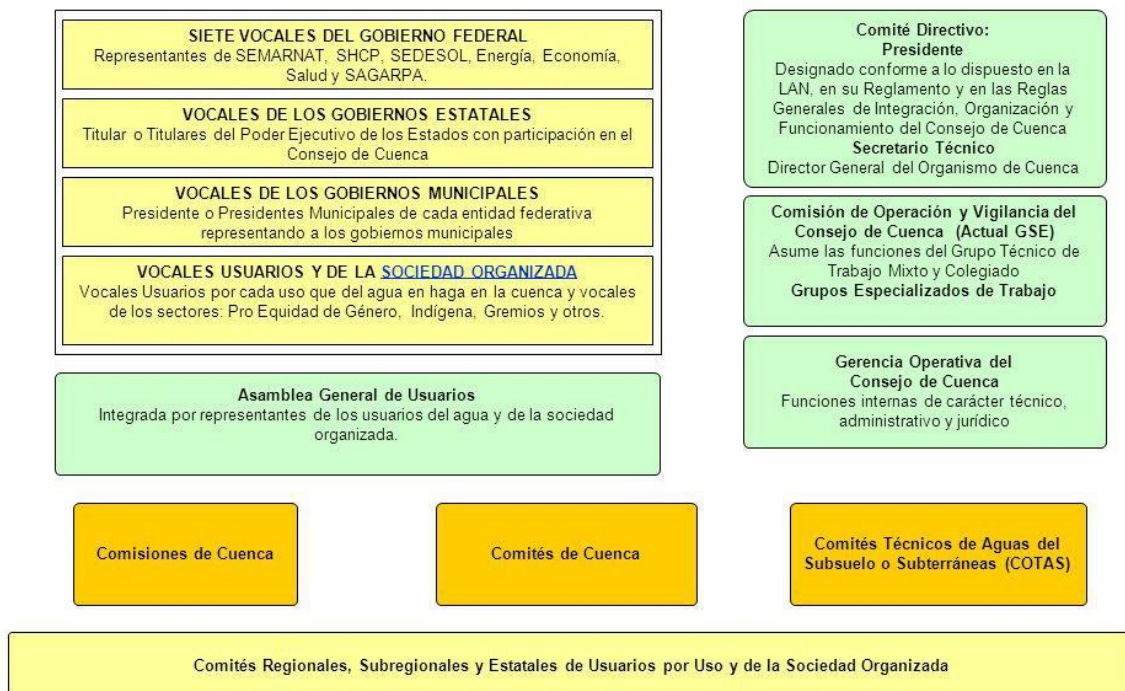 SIETE VOCALES DEL GOBIERNO FEDERAL
Representantes de SEMARNAT, SHCP, SEDESOL, Energía, Economía,
Salud y SAGARPA.
VOCALES DE LOS GOBIERNOS ESTATALES
Titular o Titulares del Poder Ejecutivo de los Estados con participación en el
Consejo de Cuenca
VOCALES DE LOS GOBIERNOS MUNICIPALES
Presidente o Presidentes Municipales de cada entidad federativa
representando a los gobiernos municipales
VOCALES USUARIOS Y DE LA SOCIEDAD ORGANIZADA
Vocales Usuarios por cada uso que del agua en haga en la cuenca y vocales
de los sectores: Pro Equidad de Género, Indígena, Gremios y otros.
Asamblea General de Usuarios
Integrada por representantes de los usuarios del agua y de la sociedad
organizada.
Comité Directivo:
Presidente
Designado conforme a lo dispuesto en la
LAN, en su Reglamento y en las Reglas
Generales de Integración, Organización y
Funcionamiento del Consejo de Cuenca
Secretario Técnico
Director General del Organismo de Cuenca
Comisión de Operación y Vigilancia del
Consejo de Cuenca (Actual GSE)
Asume las funciones del Grupo Técnico de
Trabajo Mixto y Colegiado
Grupos Especializados de Trabajo
Gerencia Operativa del
Consejo de Cuenca
Funciones internas de carácter técnico,
administrativo y jurídico
Comisiones de Cuenca
Comités de Cuenca
Comités Técnicos de Aguas del
Subsuelo o Subterráneas (COTAS)
Comités Regionales, Subregionales y Estatales de Usuarios por Uso y de la Sociedad Organizada